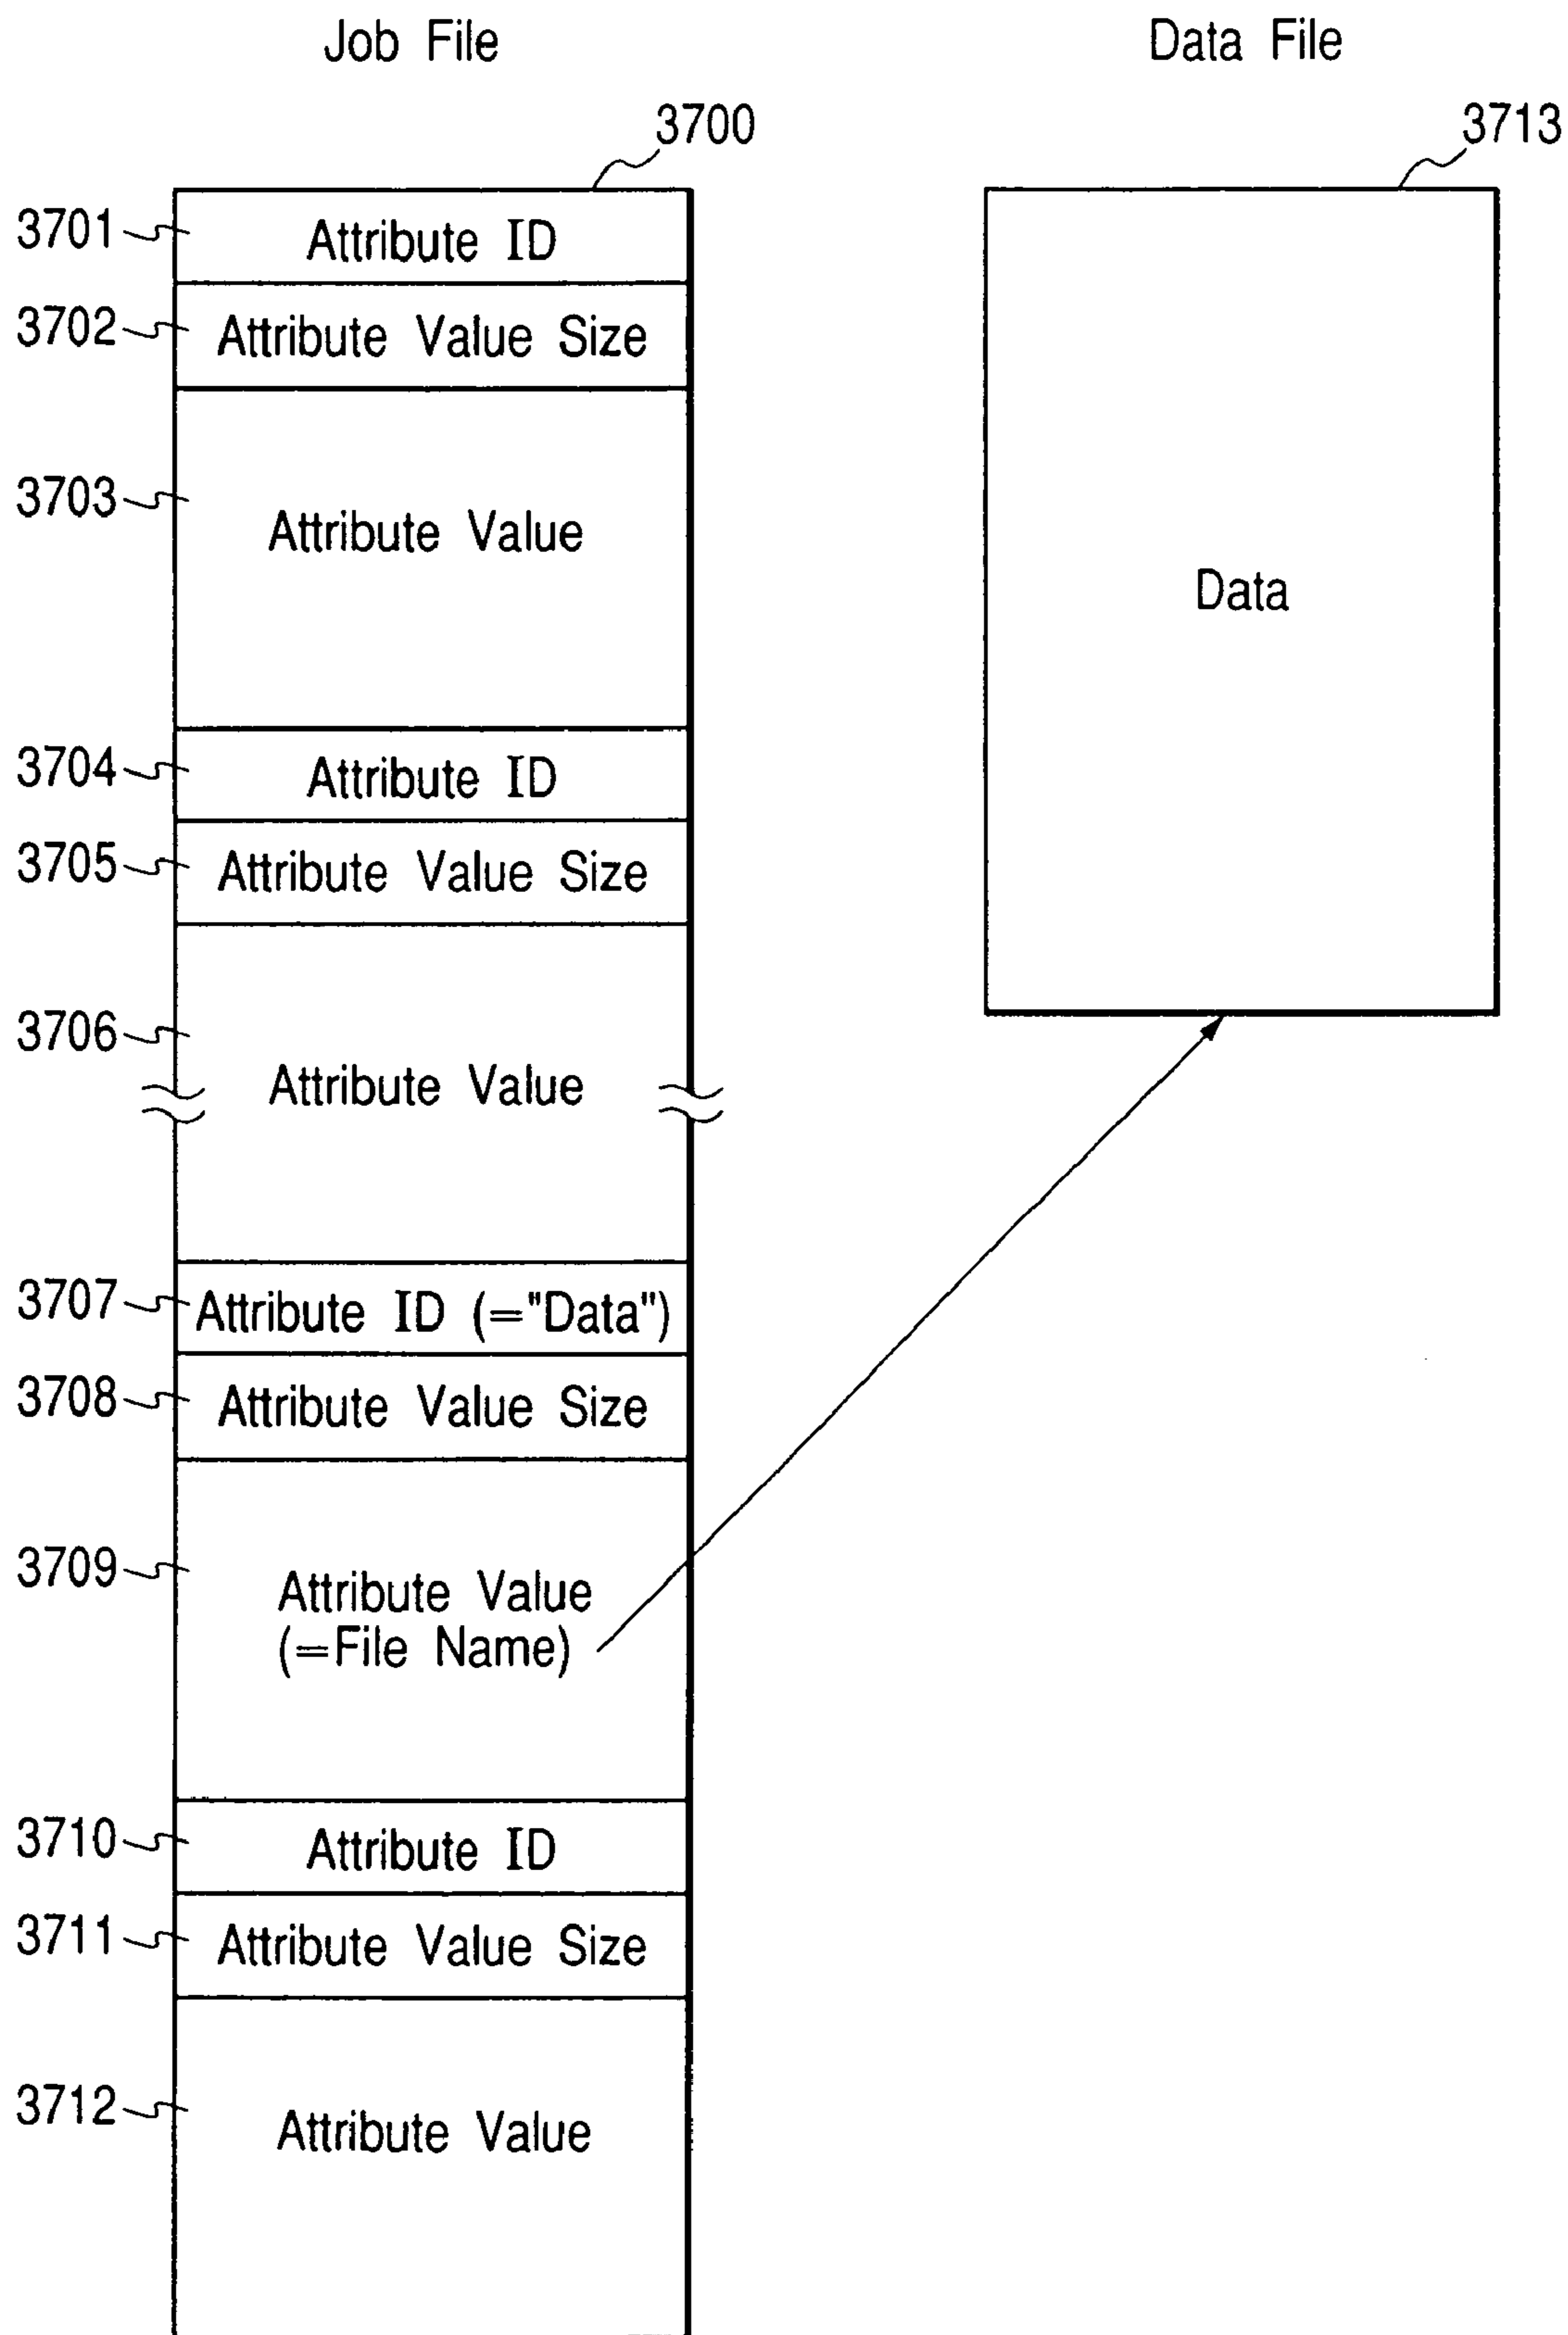 Job File
Data File
3700
3713
3701
Attribute ID
3702
Attribute Value Size
3703
Attribute Value
Data
3704
Attribute ID
3705
Attribute Value Size
3706
Attribute Value
3707
Attribute ID (="Data")
3708
Attribute Value Size
3709
Attribute Value
(=File Name)
3710
Attribute ID
3711
Attribute Value Size
3712
Attribute Value